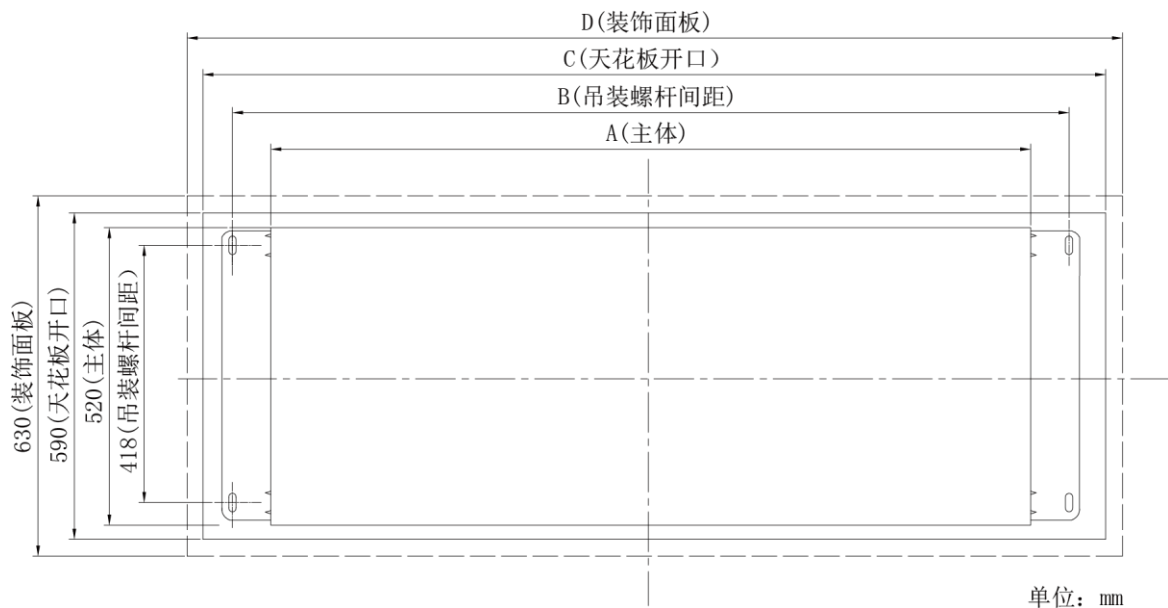 D(装饰面板)
C(天花板开口）
B(吊装螺杆间距)
A(主体)
630(装饰面板)
590(天花板开口)
520(主体)
418(吊装螺杆间距)
单位：mm